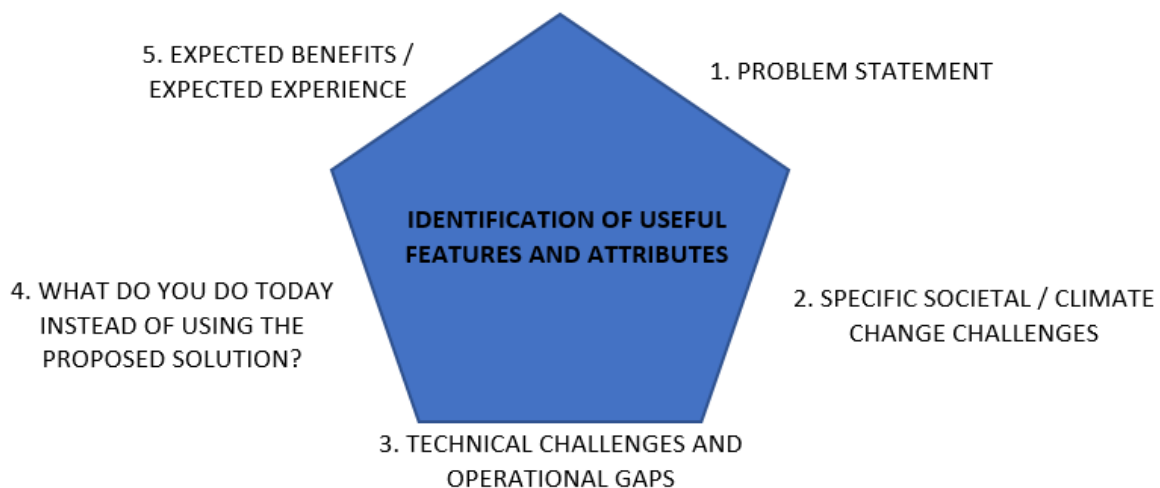 5. EXPECTED BENEFITS /
EXPECTED EXPERIENCE
1. PROBLEM STATEMENT
IDENTIFICATION OF USEFUL
FEATURES AND ATTRIBUTES
4. WHAT DO YOU DO TODAY
INSTEAD OF USING THE
PROPOSED SOLUTION?
2. SPECIFIC SOCIETAL / CLIMATE
CHANGE CHALLENGES
3. TECHNICAL CHALLENGES AND
OPERATIONAL GAPS